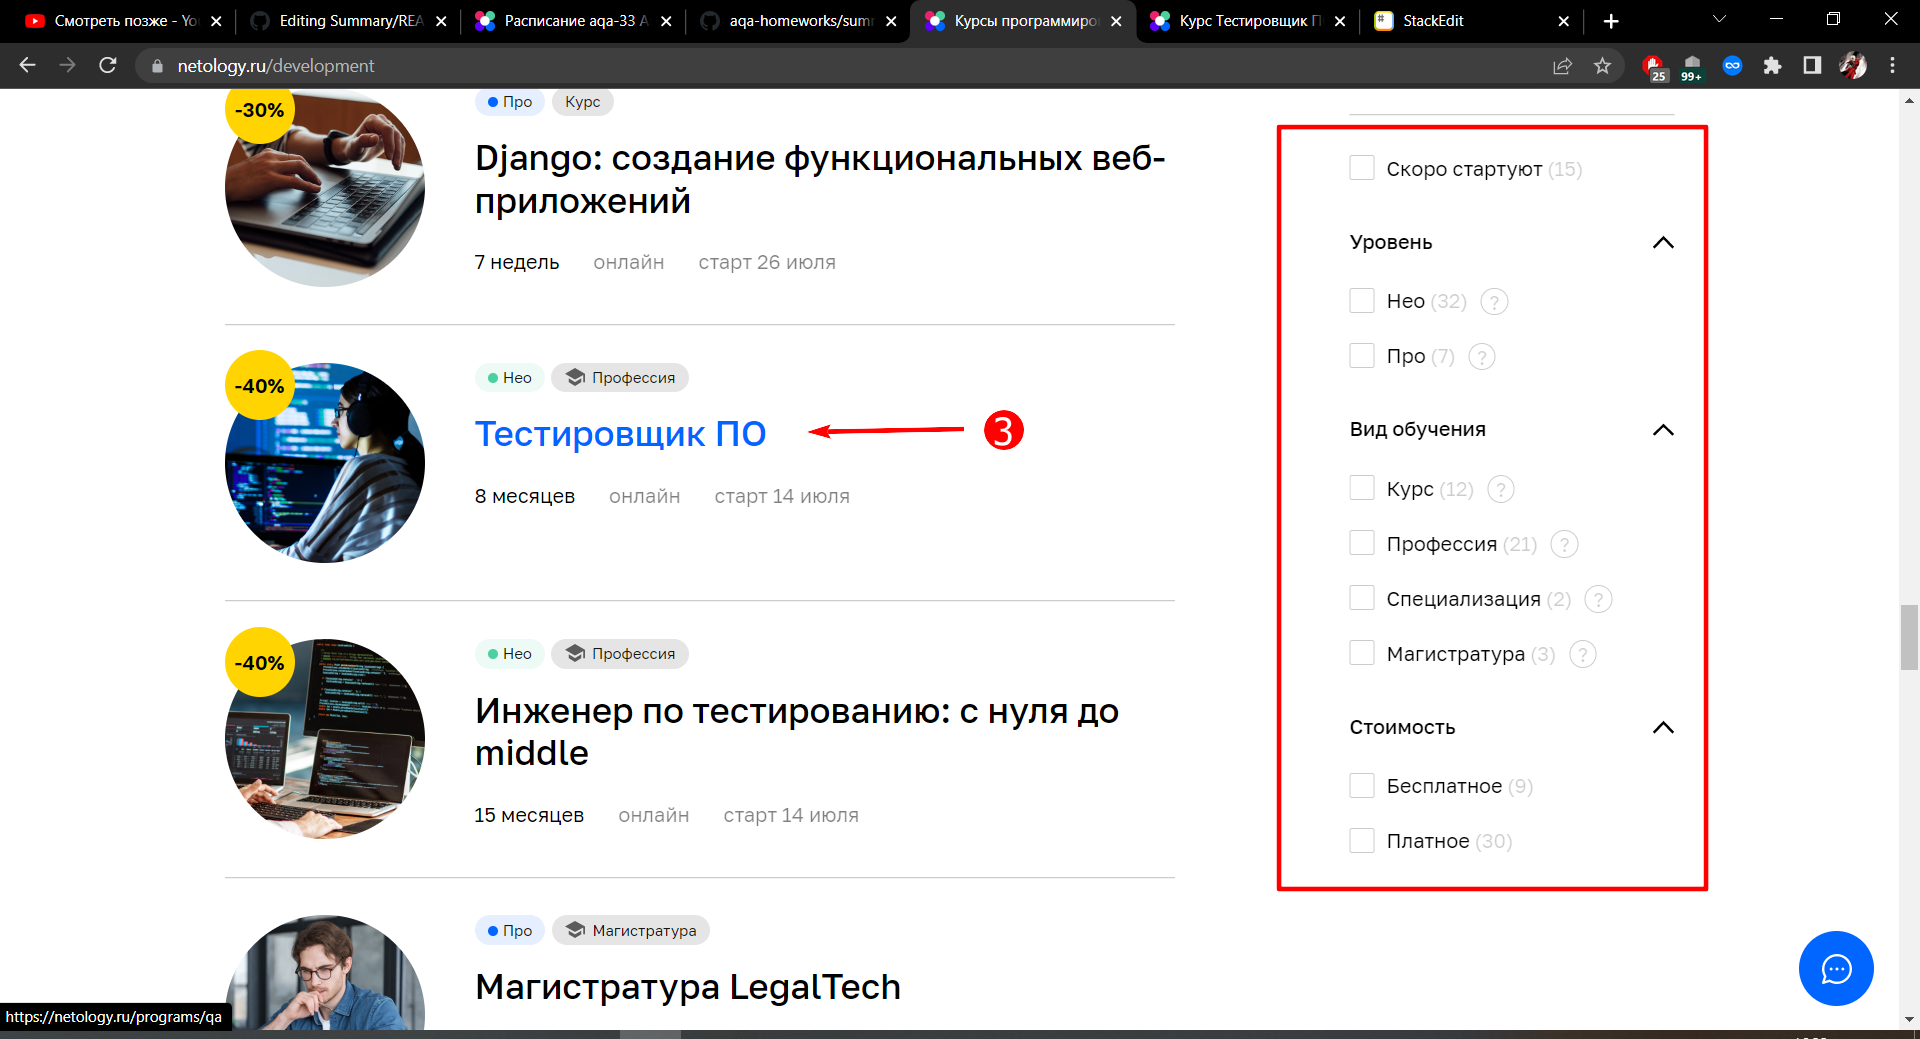 Смотреть позже - Yo
Editing Summary/REA
Расписание aqa-33 A
aqa-homeworks/sum
Курсы программиро
Курс Тестировщик П
StackEdit
netology.ru/development
25
99+
-30%
Про
Курс
Django: создание функциональных веб-
приложений
7 недель онлайн старт 26 июля
-40%
Нео
Профессия
Тестировщик ПО
3
8 месяцев онлайн старт 14 июля
-40%
Нео
Профессия
Инженер по тестированию: с нуля до
middle
15 месяцев онлайн старт 14 июля
Про
Магистратура
Магистратура LegalTech
Скоро стартуют (15)
Уровень
Нео (32) ?
Про (7) ?
Вид обучения
Курс (12) ?
Профессия (21) ?
Специализация (2) ?
Магистратура (3) ?
Стоимость
Бесплатное (9)
Платное (30)
https://netology.ru/programs/qa